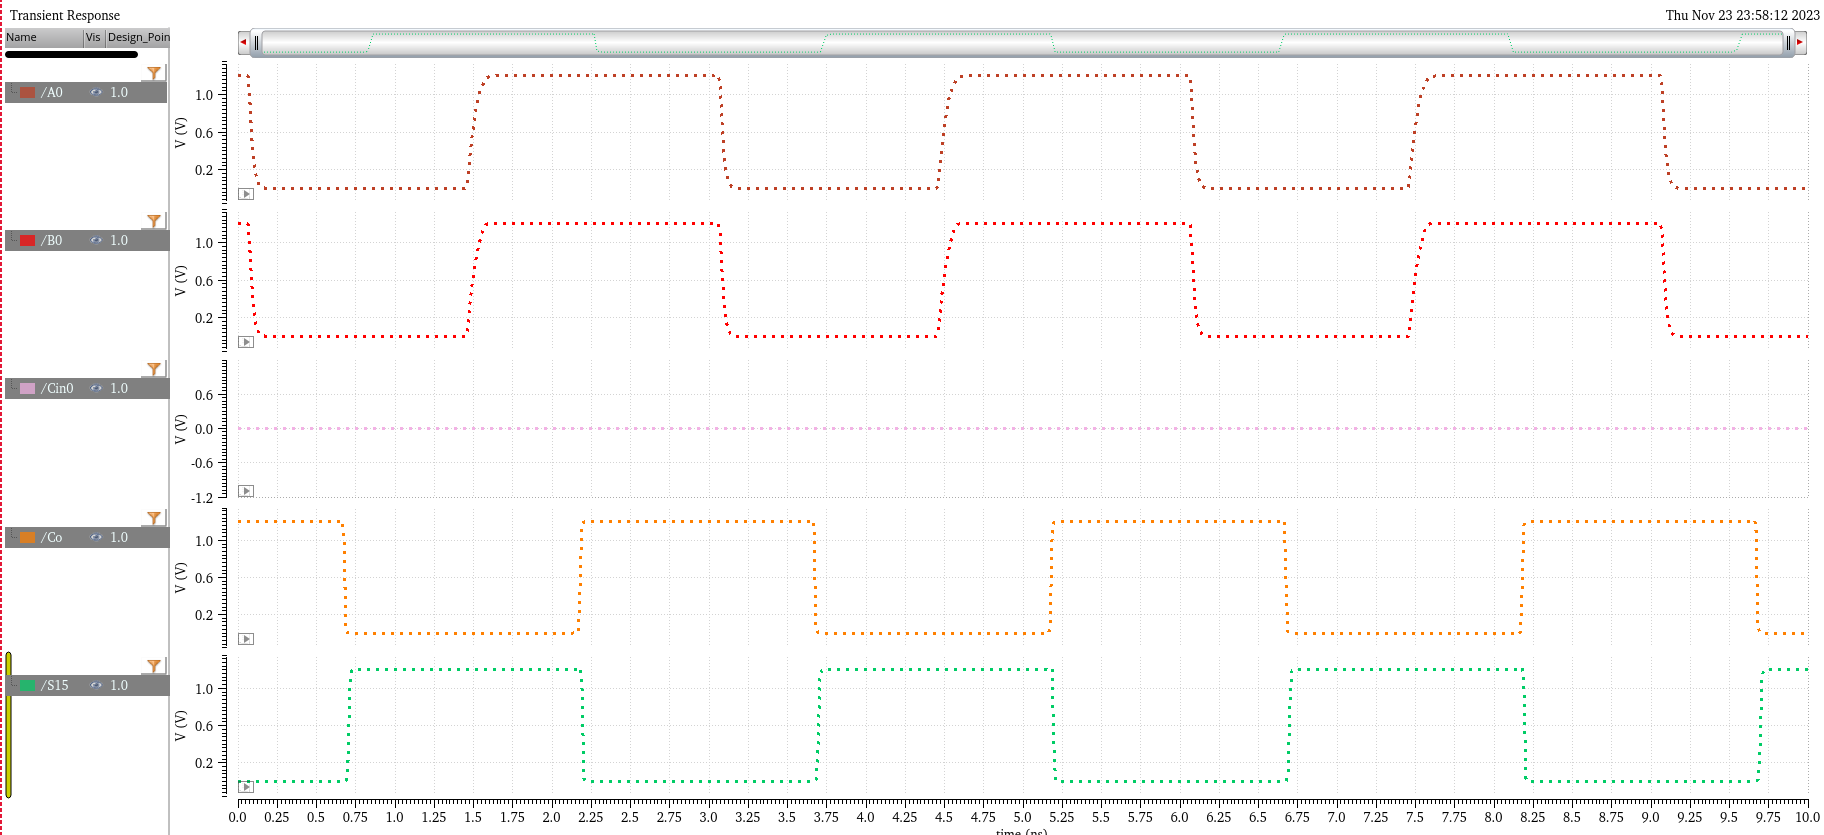 Transient Response
Thu Nov 23 23:58:12 2023
Name Vis Design_Poin
/A0 1.0
V (V)
1.0
0.6
0.2
/B0 1.0
V (V)
1.0
0.6
0.2
/Cin0 1.0
V (V)
0.6
0.0
-0.6
-1.2
/Co 1.0
V (V)
1.0
0.6
0.2
/S15 1.0
V (V)
1.0
0.6
0.2
0.0 0.25 0.5 0.75 1.0 1.25 1.5 1.75 2.0 2.25 2.5 2.75 3.0 3.25 3.5 3.75 4.0 4.25 4.5 4.75 5.0 5.25 5.5 5.75 6.0 6.25 6.5 6.75 7.0 7.25 7.5 7.75 8.0 8.25 8.5 8.75 9.0 9.25 9.5 9.75 10.0
time (ns)